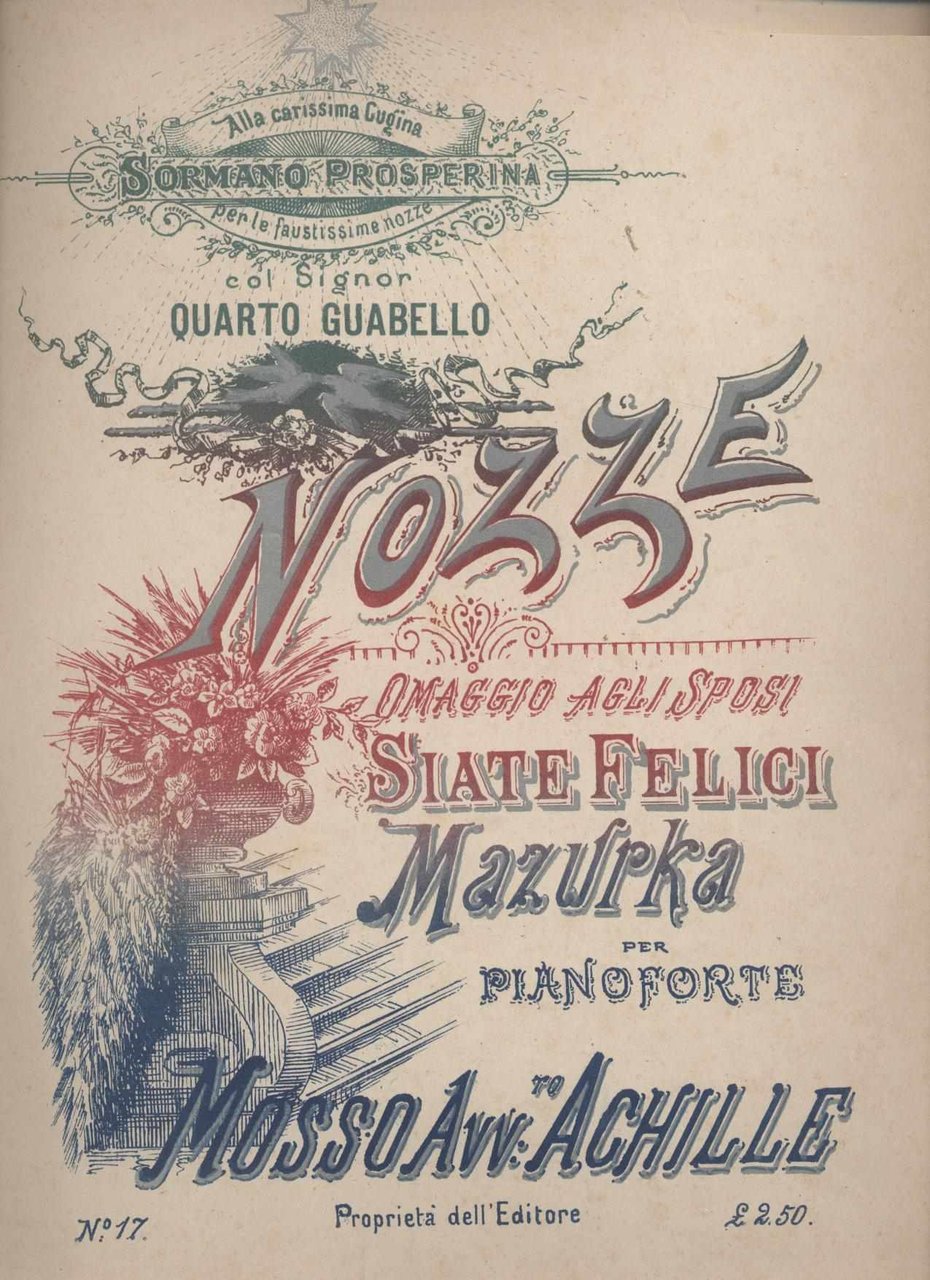 Alla carissima Cugina
SORMANO PROSPERINA
per le faustissime nozze
col Signor
QUARTO GUABELLO
NOZZE
OMAGGIO AGLI SPOSI
SIATE FELICI
Mazurka
PER
PIANOFORTE
MOSSO AVV:TO ACHILLE
No. 17.
Proprietà dell'Editore
£ 2.50.